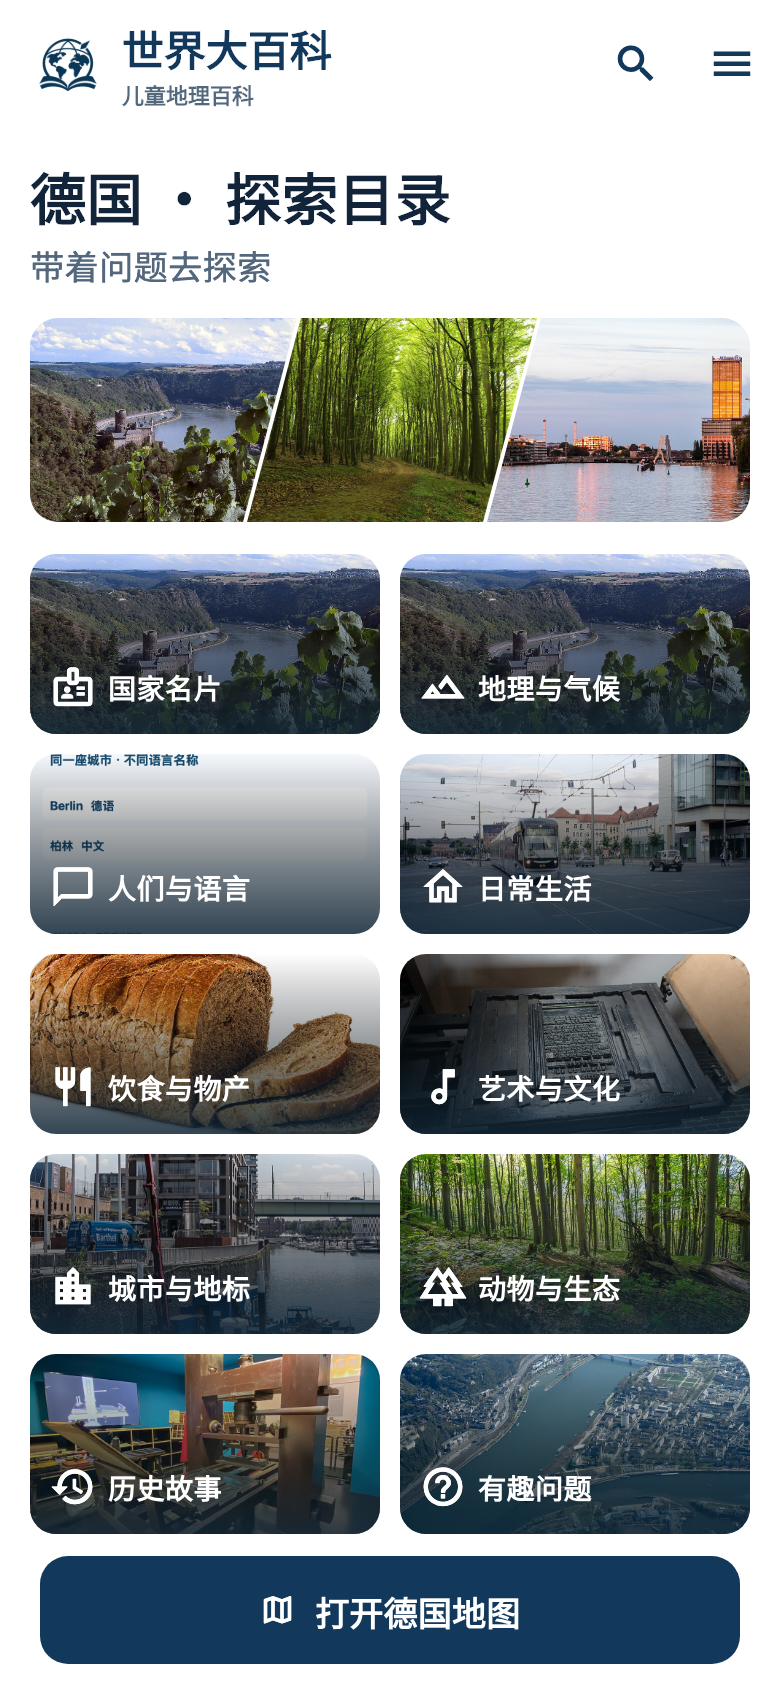 世界大百科
儿童地理百科
德国 · 探索目录
带着问题去探索
国家名片
地理与气候
同一座城市 · 不同语言名称
Berlin 德语
柏林 中文
人们与语言
日常生活
饮食与物产
艺术与文化
Barthel
城市与地标
动物与生态
历史故事
有趣问题
打开德国地图